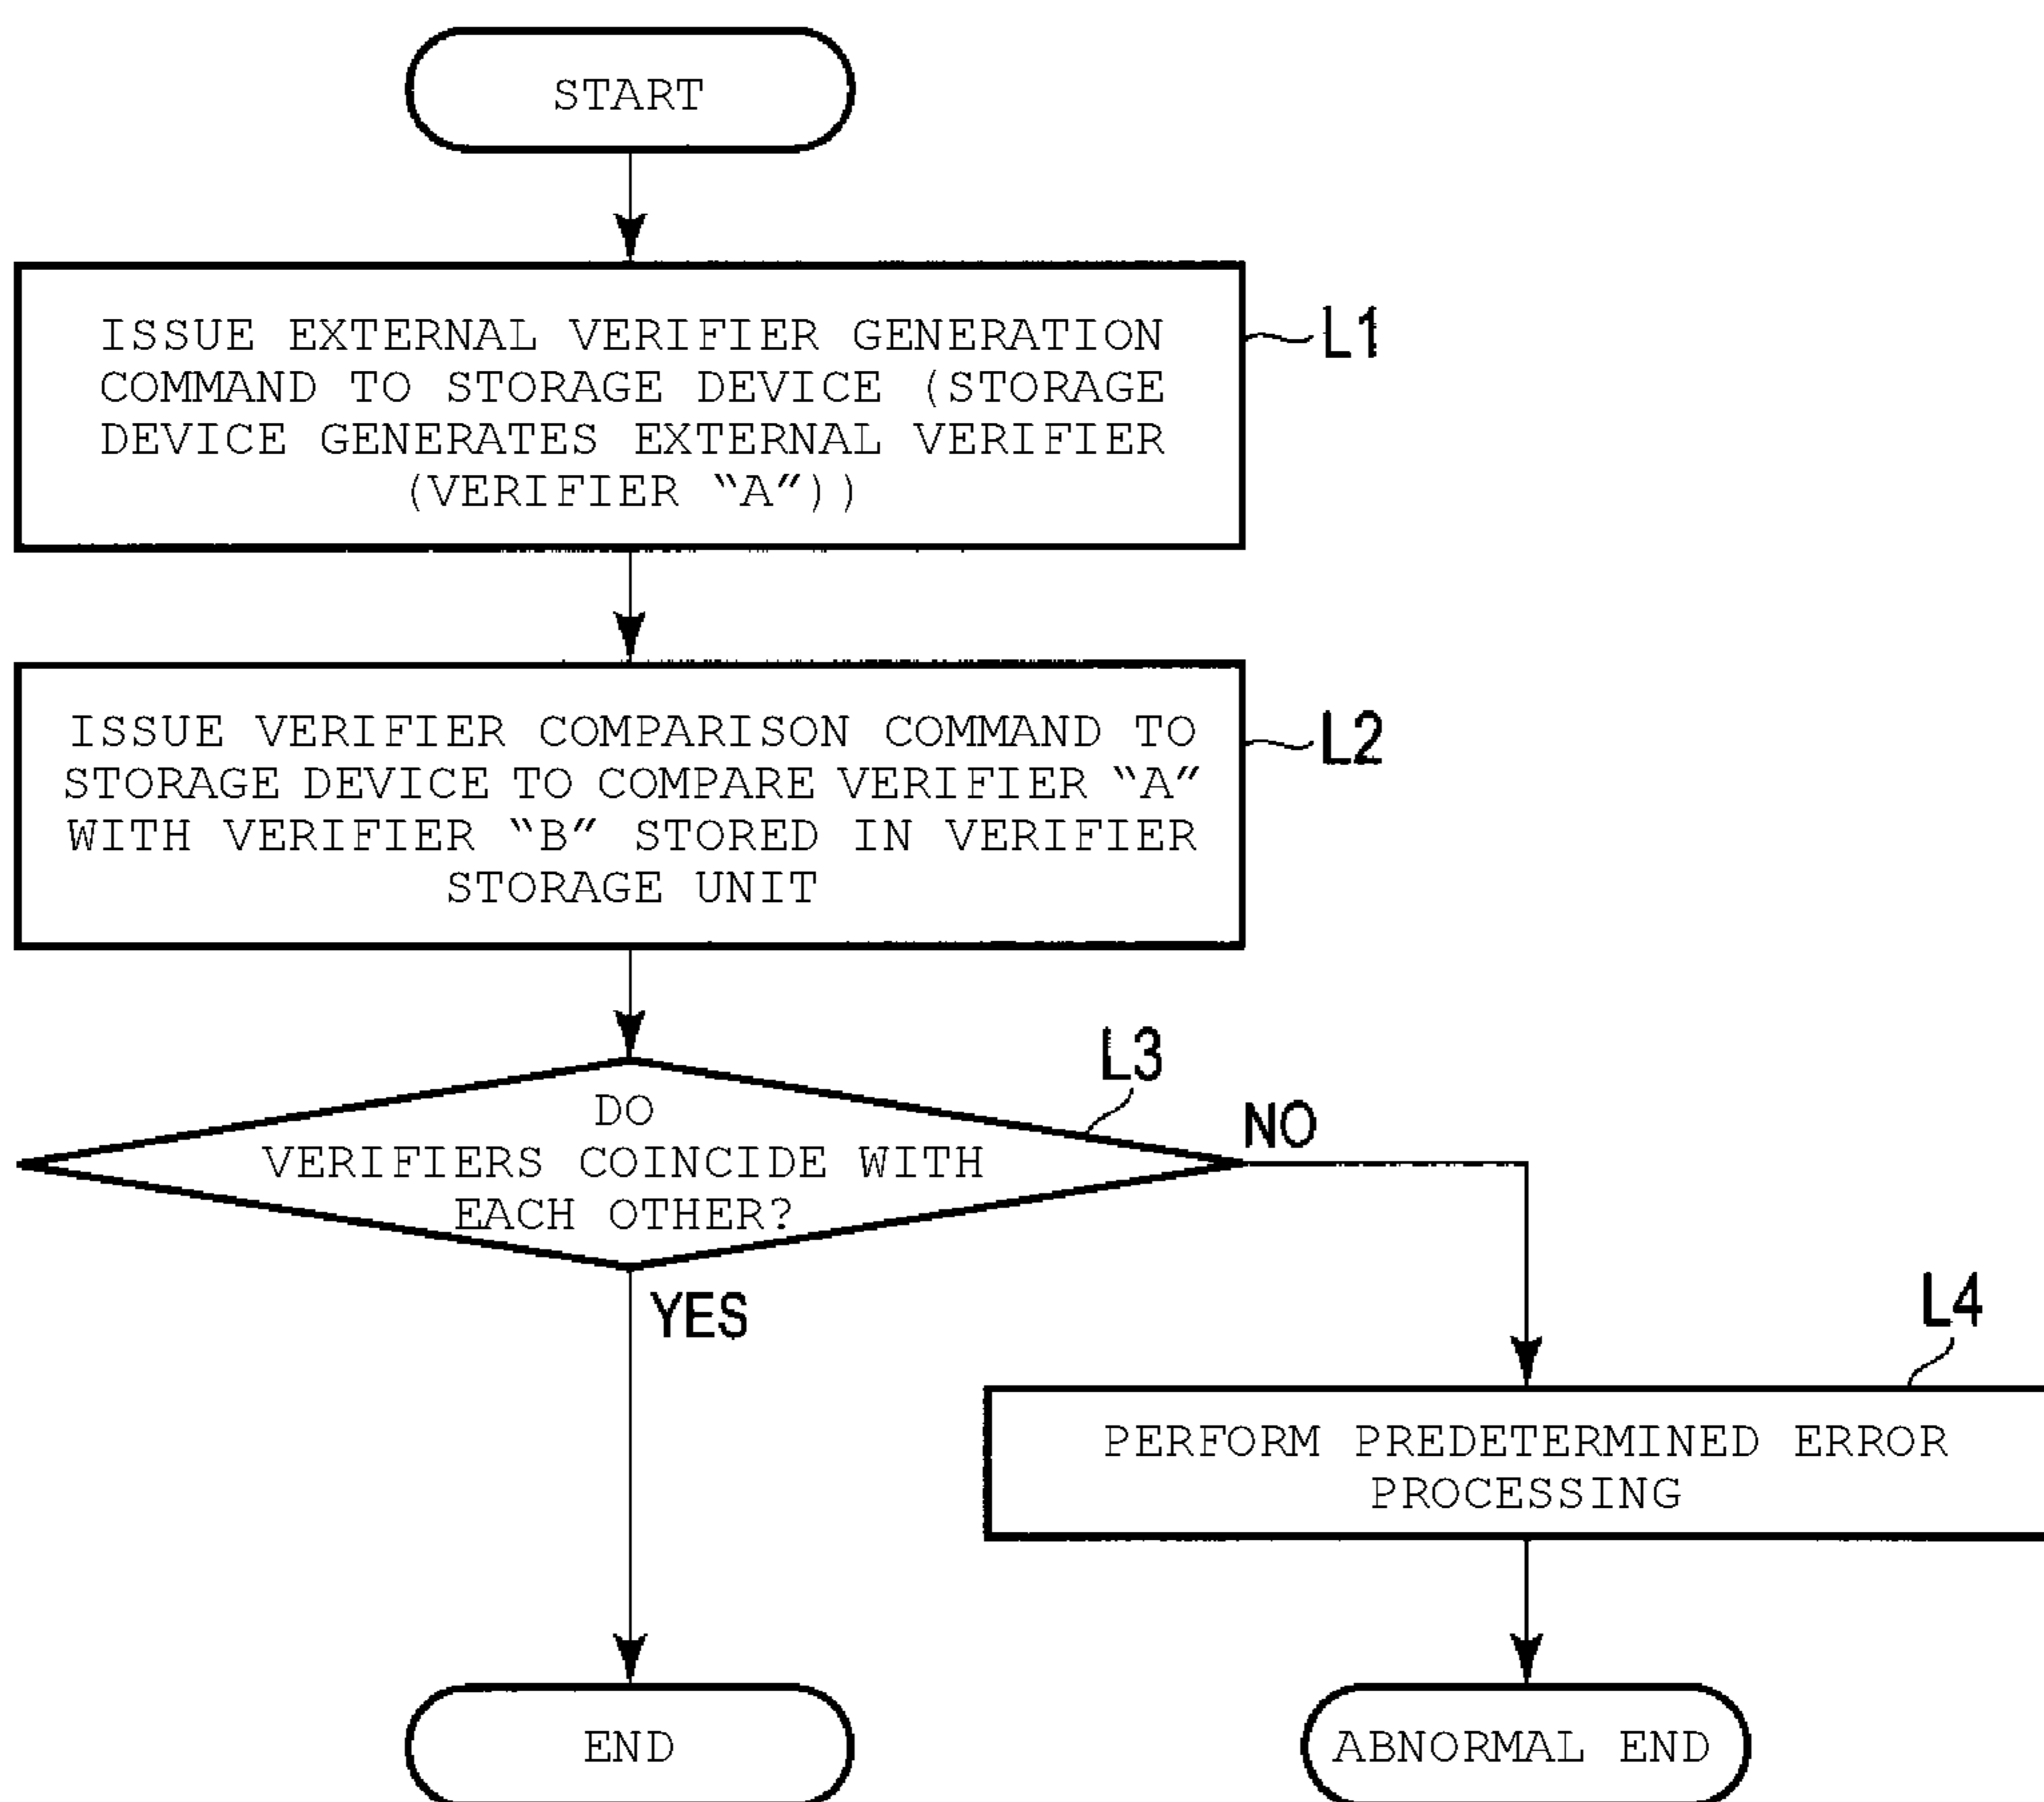 START
ISSUE EXTERNAL VERIFIER GENERATION
COMMAND TO STORAGE DEVICE (STORAGE
DEVICE GENERATES EXTERNAL VERIFIER
(VERIFIER “A”))
L1
ISSUE VERIFIER COMPARISON COMMAND TO
STORAGE DEVICE TO COMPARE VERIFIER “A”
WITH VERIFIER “B” STORED IN VERIFIER
STORAGE UNIT
L2
L3
DO
VERIFIERS COINCIDE WITH
EACH OTHER?
NO
YES
L4
PERFORM PREDETERMINED ERROR
PROCESSING
END
ABNORMAL END